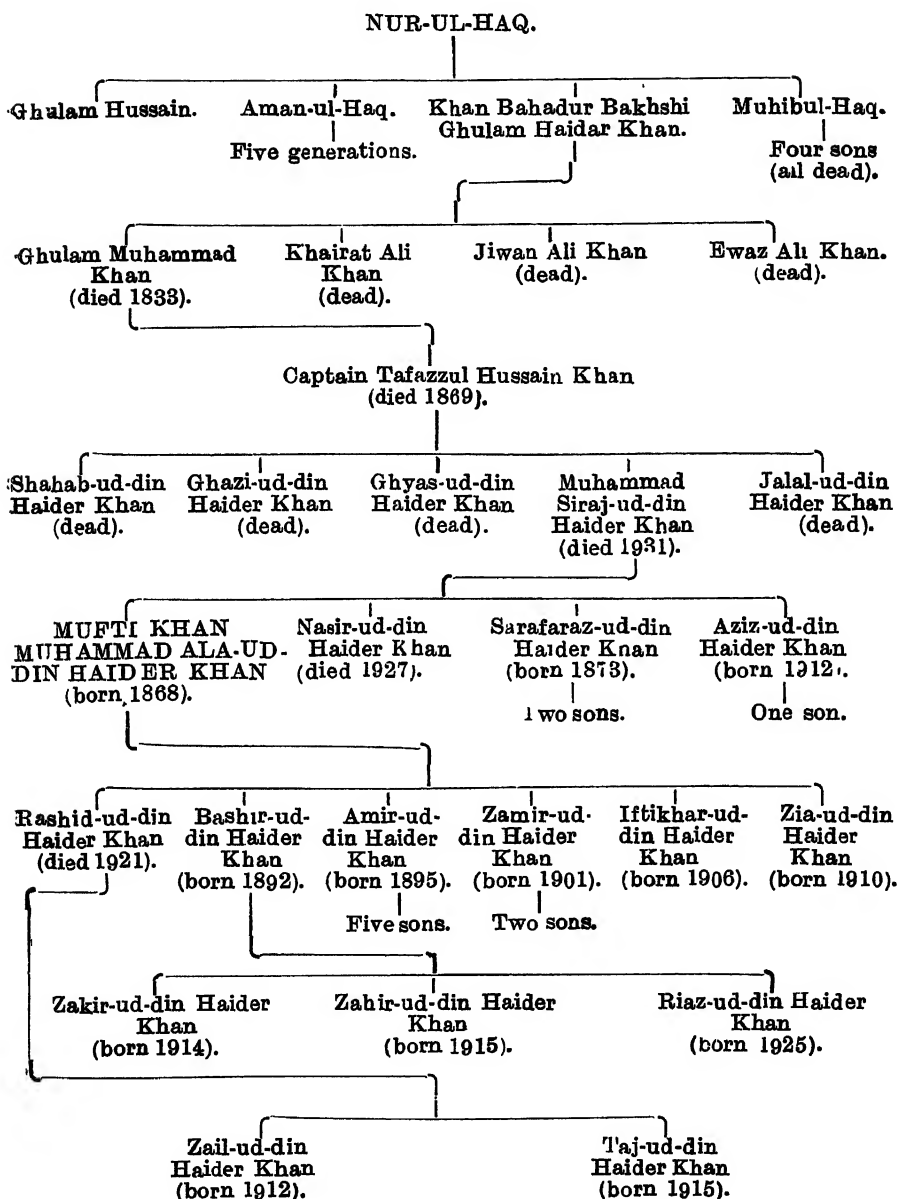 NUR-UL-HAQ.
Ghulam Hussain.
Aman-ul-Haq.
Five generations.
Khan Bahadur Bakhshi
Ghulam Haidar Khan.
Muhibul-Haq.
Four sons
(all dead).
Ghulam Muhammad
Khan
(died 1833).
Khairat Ali
Khan
(dead).
Jiwan Ali Khan
(dead).
Ewaz Ali Khan.
(dead).
Captain Tafazzul Hussain Khan
(died 1869).
Shahab-ud-din
Haider Khan
(dead).
Ghazi-ud-din
Haider Khan
(dead).
Ghyas-ud-din
Haider Khan
(dead).
Muhammad
Siraj-ud-din
Haider Khan
(died 1931).
Jalal-ud-din
Haider Khan
(dead).
MUFTI KHAN
MUHAMMAD ALA-UD-
DIN HAIDER KHAN
(born 1868).
Nasir-ud-din
Haider Khan
(died 1927).
Sarafaraz-ud-din
Haider Khan
(born 1873).
Two sons.
Aziz-ud-din
Haider Khan
(born 1912).
One son.
Rashid-ud-din
Haider Khan
(died 1921).
Bashir-ud-
din Haider
Khan
(born 1892).
Amir-ud-
din Haider
Khan
(born 1895).
Five sons.
Zamir-ud-
din Haider
Khan
(born 1901).
Two sons.
Iftikhar-ud-
din Haider
Khan
(born 1906).
Zia-ud-din
Haider
Khan
(born 1910).
Zakir-ud-din Haider
Khan
(born 1914).
Zahir-ud-din Haider
Khan
(born 1915).
Riaz-ud-din Haider
Khan
(born 1925).
Zail-ud-din
Haider Khan
(born 1912).
Taj-ud-din
Haider Khan
(born 1915).